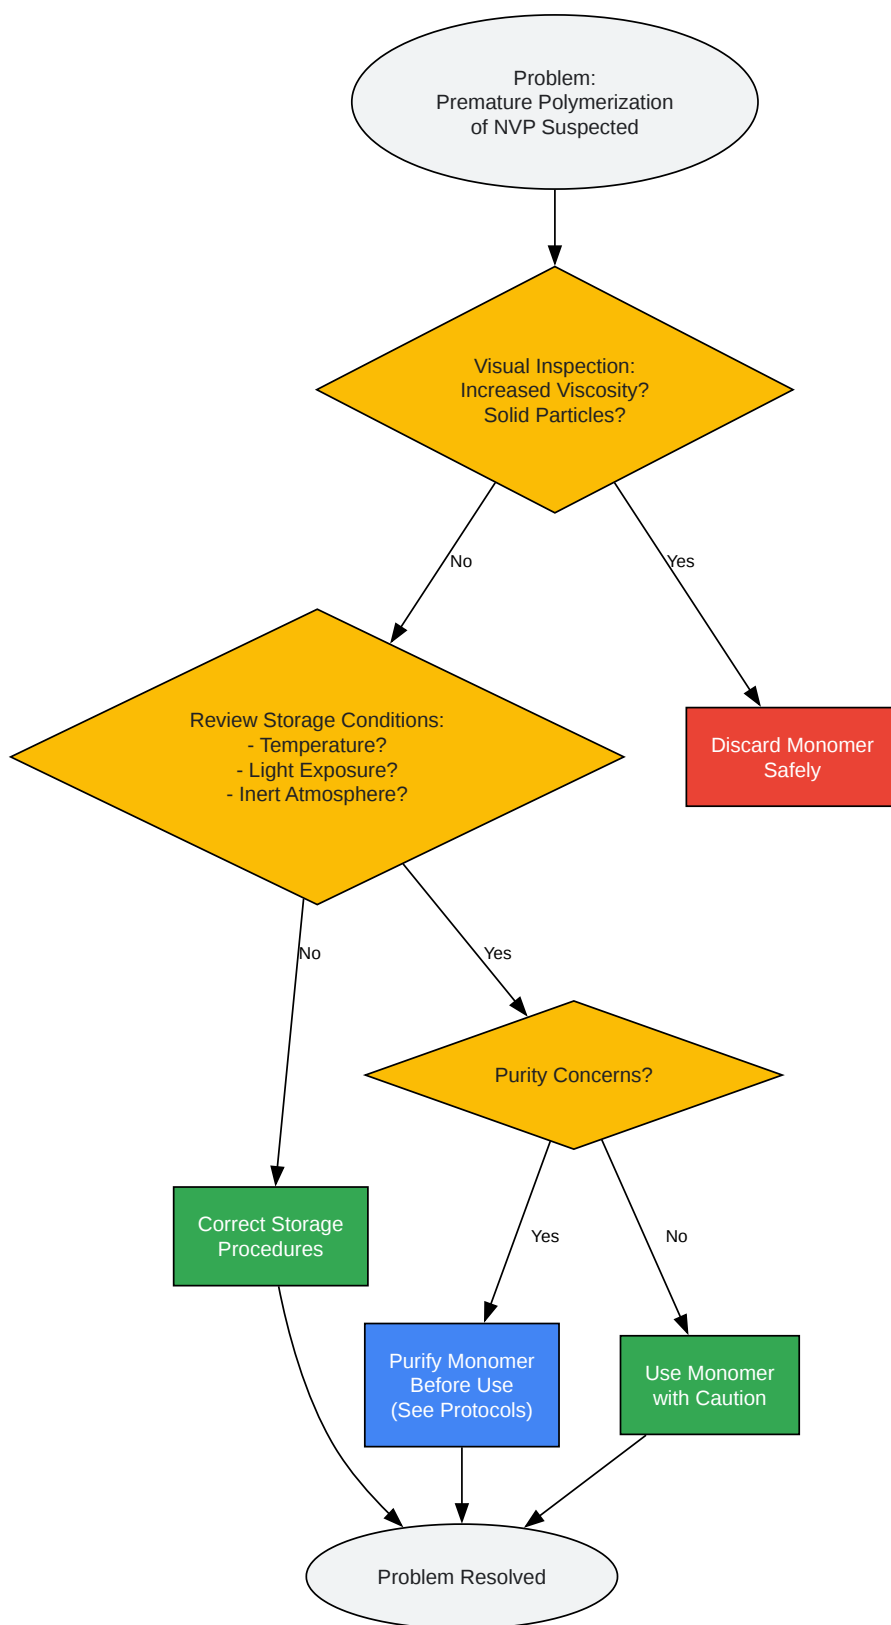 Problem:
Premature Polymerization
of NVP Suspected
Visual Inspection:
Increased Viscosity?
Solid Particles?
No
Yes
Review Storage Conditions:
- Temperature?
- Light Exposure?
- Inert Atmosphere?
Discard Monomer
Safely
No
Yes
Purity Concerns?
Correct Storage
Procedures
Yes
No
Purify Monomer
Before Use
(See Protocols)
Use Monomer
with Caution
Problem Resolved